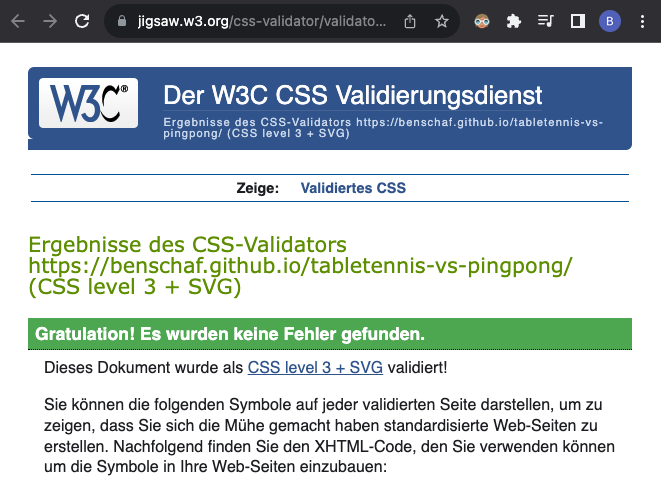 jigsaw.w3.org/css-validator/validato...
B
W3C®
Der W3C CSS Validierungsdienst
Ergebnisse des CSS-Validators https://benschaf.github.io/tabletennis-vs-
pingpong/ (CSS level 3 + SVG)
Zeige: Validiertes CSS
Ergebnisse des CSS-Validators
https://benschaf.github.io/tabletennis-vs-pingpong/
(CSS level 3 + SVG)
Gratulation! Es wurden keine Fehler gefunden.
Dieses Dokument wurde als CSS level 3 + SVG validiert!
Sie können die folgenden Symbole auf jeder validierten Seite darstellen, um zu
zeigen, dass Sie sich die Mühe gemacht haben standardisierte Web-Seiten zu
erstellen. Nachfolgend finden Sie den XHTML-Code, den Sie verwenden können
um die Symbole in Ihre Web-Seiten einzubauen: